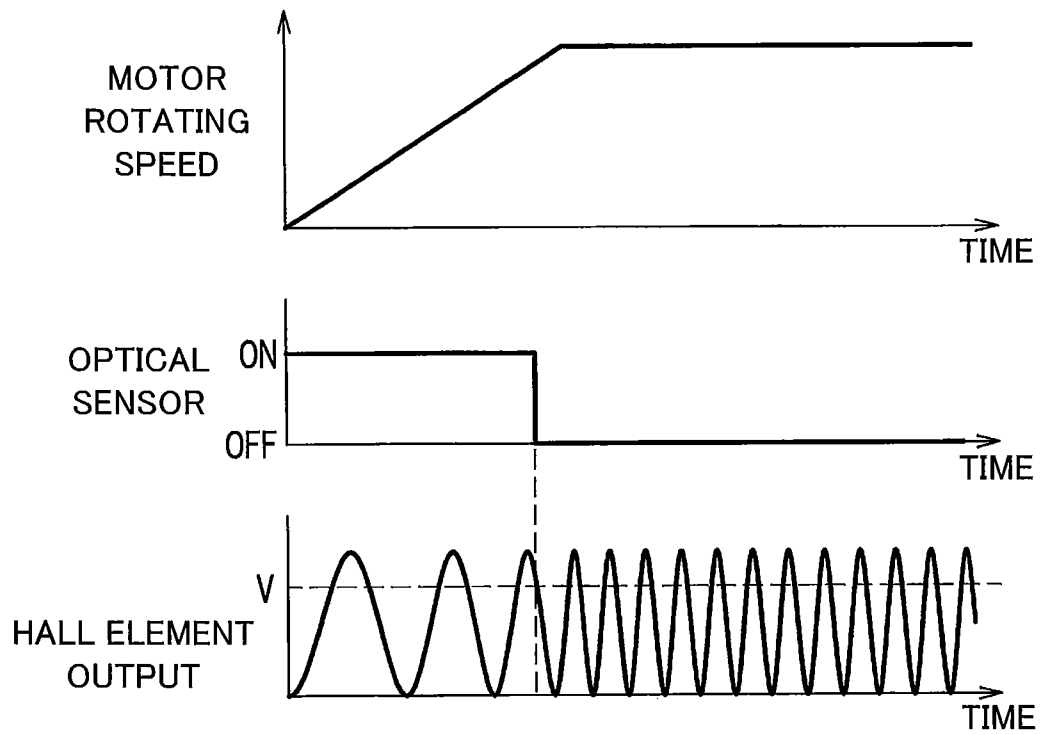 MOTOR
ROTATING
SPEED
TIME
OPTICAL
SENSOR
ON
OFF
TIME
V
HALL ELEMENT
OUTPUT
TIME